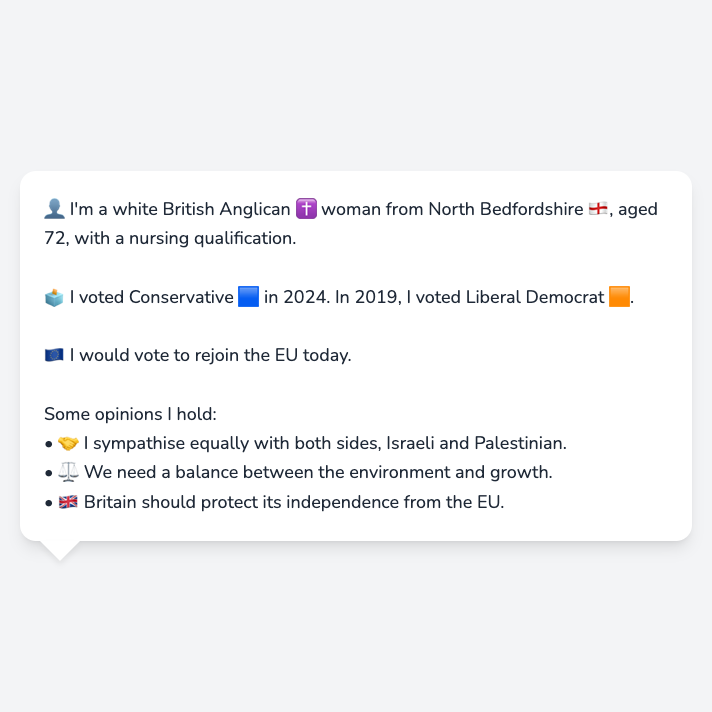 👤 I'm a white British Anglican ✝️ woman from North Bedfordshire 🏴󠁧󠁢󠁥󠁮󠁧󠁿, aged
72, with a nursing qualification.
🗳️ I voted Conservative 🟦 in 2024. In 2019, I voted Liberal Democrat 🟧.
🇪🇺 I would vote to rejoin the EU today.
Some opinions I hold:
• 🤝 I sympathise equally with both sides, Israeli and Palestinian.
• ⚖️ We need a balance between the environment and growth.
• 🇬🇧 Britain should protect its independence from the EU.